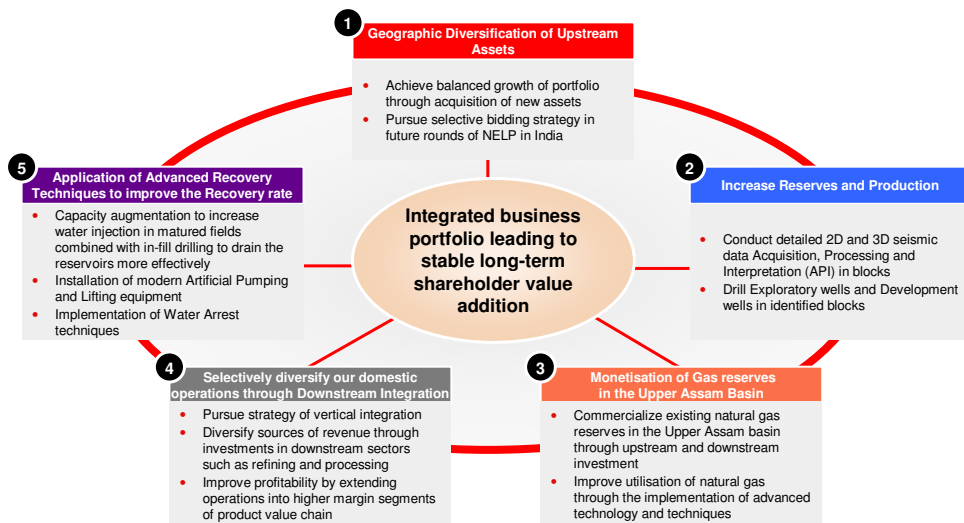 1
Geographic Diversification of Upstream
Assets
• Achieve balanced growth of portfolio
through acquisition of new assets
• Pursue selective bidding strategy in
future rounds of NELP in India
2
Increase Reserves and Production
• Conduct detailed 2D and 3D seismic
data Acquisition, Processing and
Interpretation (API) in blocks
• Drill Exploratory wells and Development
wells in identified blocks
3
Monetisation of Gas reserves
in the Upper Assam Basin
• Commercialize existing natural gas
reserves in the Upper Assam basin
through upstream and downstream
investment
• Improve utilisation of natural gas
through the implementation of advanced
technology and techniques
4
Selectively diversify our domestic
operations through Downstream Integration
• Pursue strategy of vertical integration
• Diversify sources of revenue through
investments in downstream sectors
such as refining and processing
• Improve profitability by extending
operations into higher margin segments
of product value chain
5
Application of Advanced Recovery
Techniques to improve the Recovery rate
• Capacity augmentation to increase
water injection in matured fields
combined with in-fill drilling to drain the
reservoirs more effectively
• Installation of modern Artificial Pumping
and Lifting equipment
• Implementation of Water Arrest
techniques
Integrated business
portfolio leading to
stable long-term
shareholder value
addition